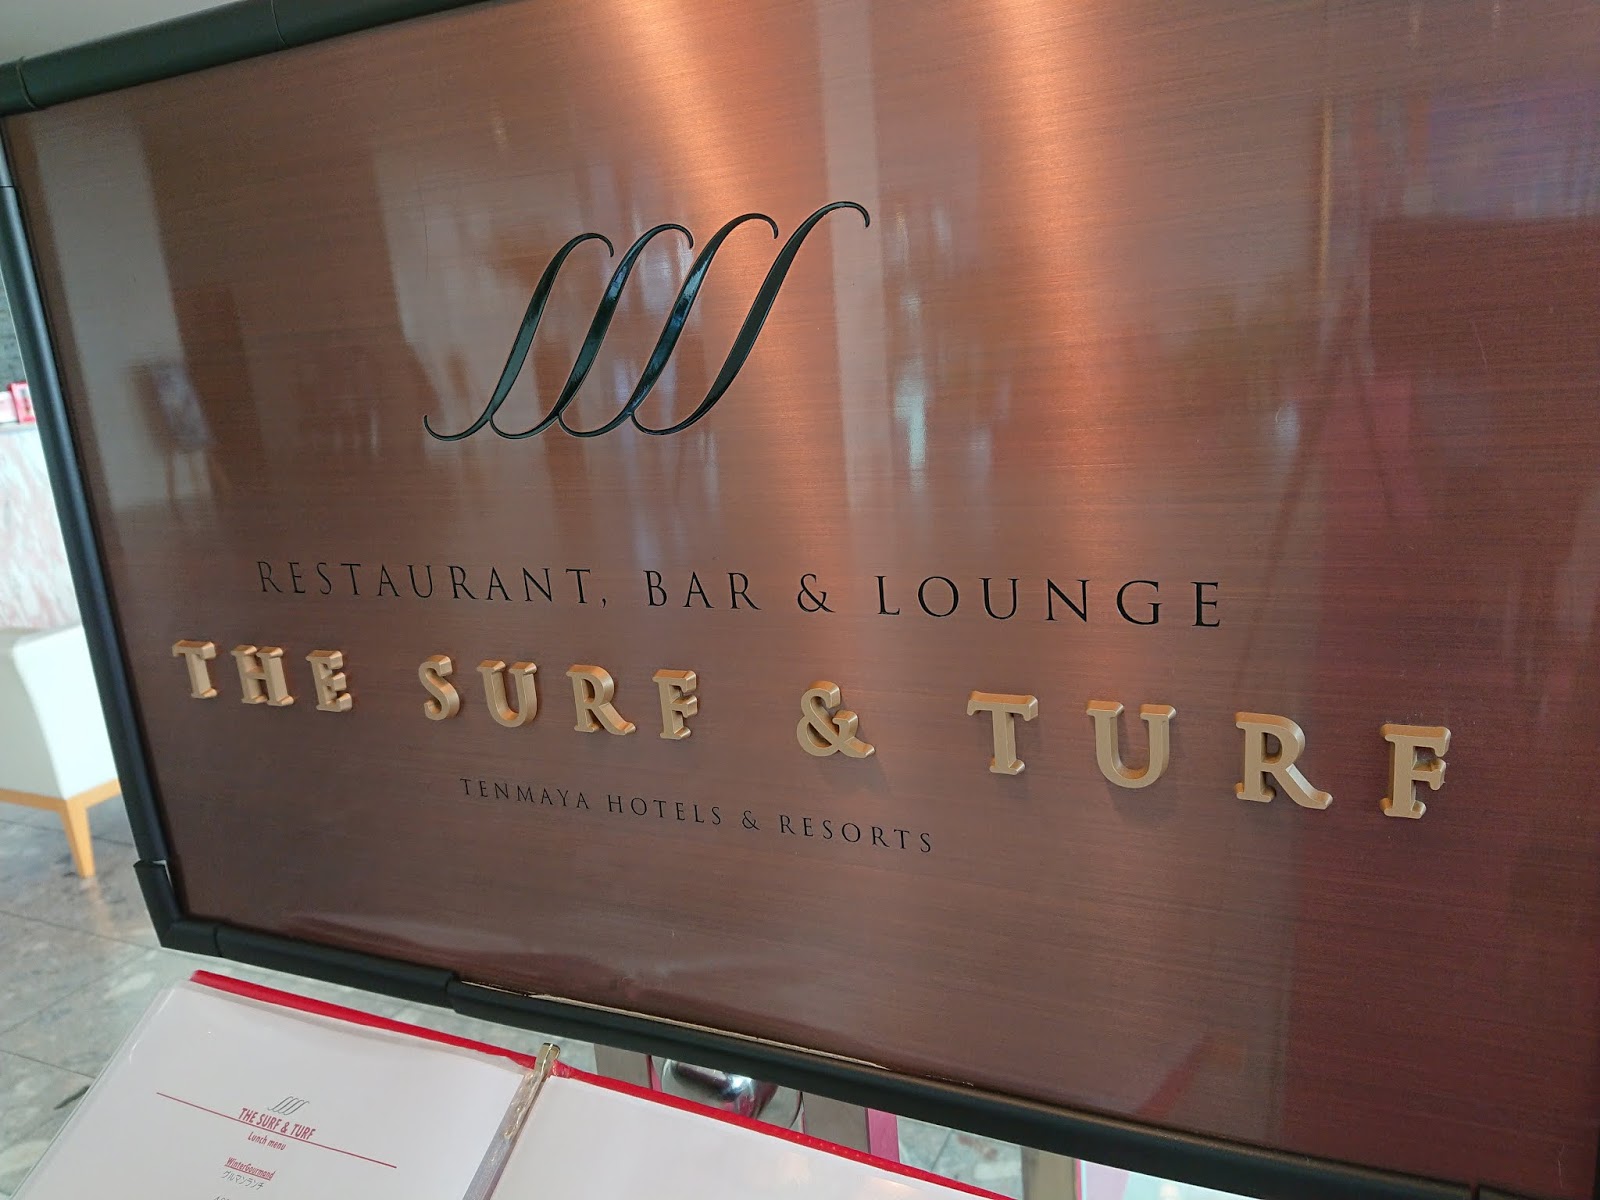 RESTAURANT, BAR & LOUNGE
THE SURF & TURF
TENMAYA HOTELS & RESORTS
THE SURF & TURF
Lunch menu
WinterGourmand
グルマンランチ